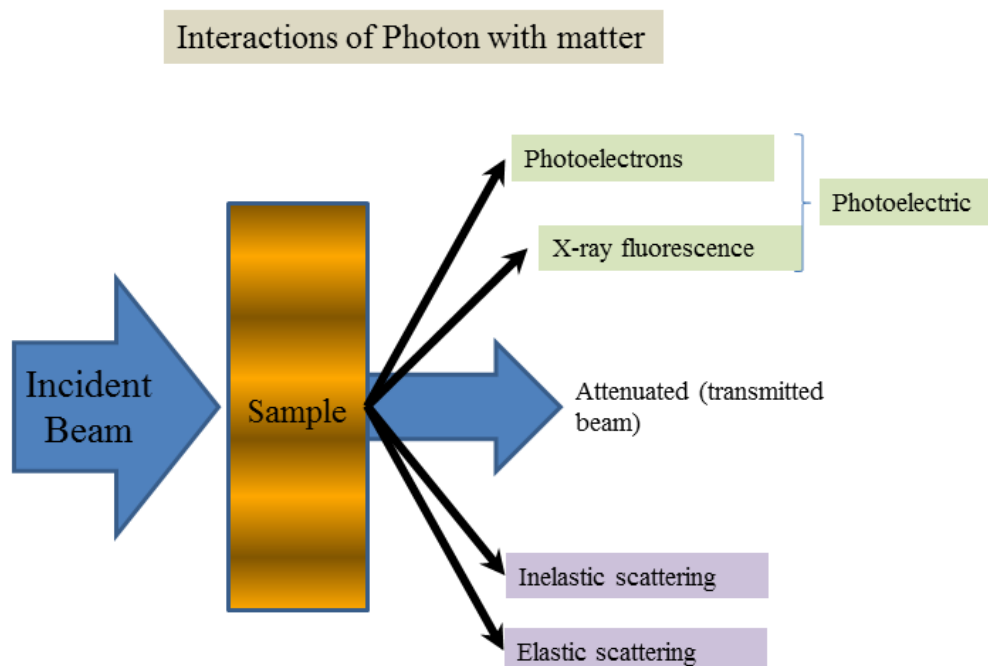 Interactions of Photon with matter
Photoelectrons
Photoelectric
X-ray fluorescence
Incident
Beam
Sample
Attenuated (transmitted
beam)
Inelastic scattering
Elastic scattering